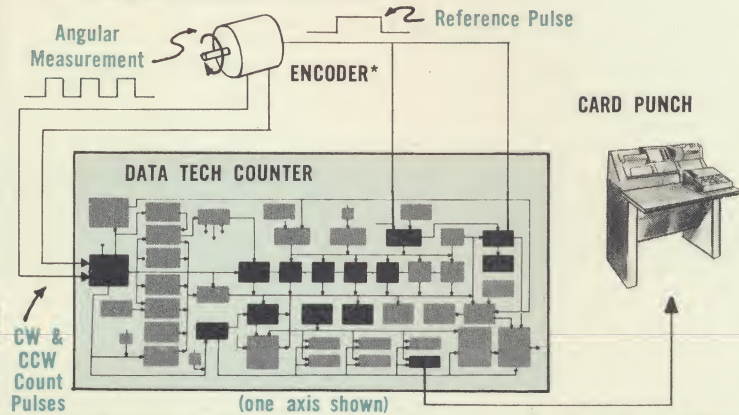 Reference Pulse
Angular
Measurement
ENCODER*
CARD PUNCH
DATA TECH COUNTER
CW &
CCW
Count
Pulses
(one axis shown)